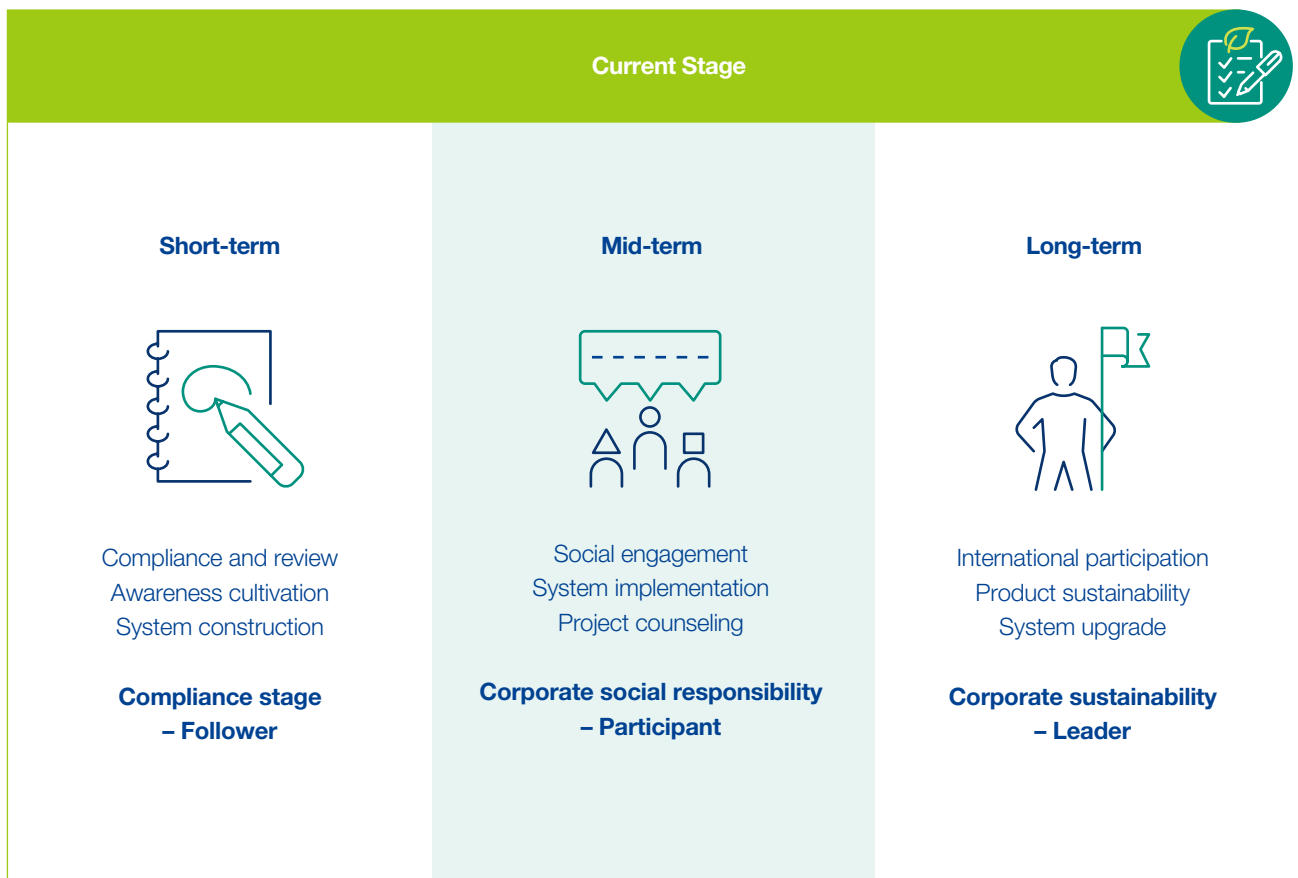 Current Stage
Short-term
Compliance and review
Awareness cultivation
System construction
Compliance stage
– Follower
Mid-term
Social engagement
System implementation
Project counseling
Corporate social responsibility
– Participant
Long-term
International participation
Product sustainability
System upgrade
Corporate sustainability
– Leader